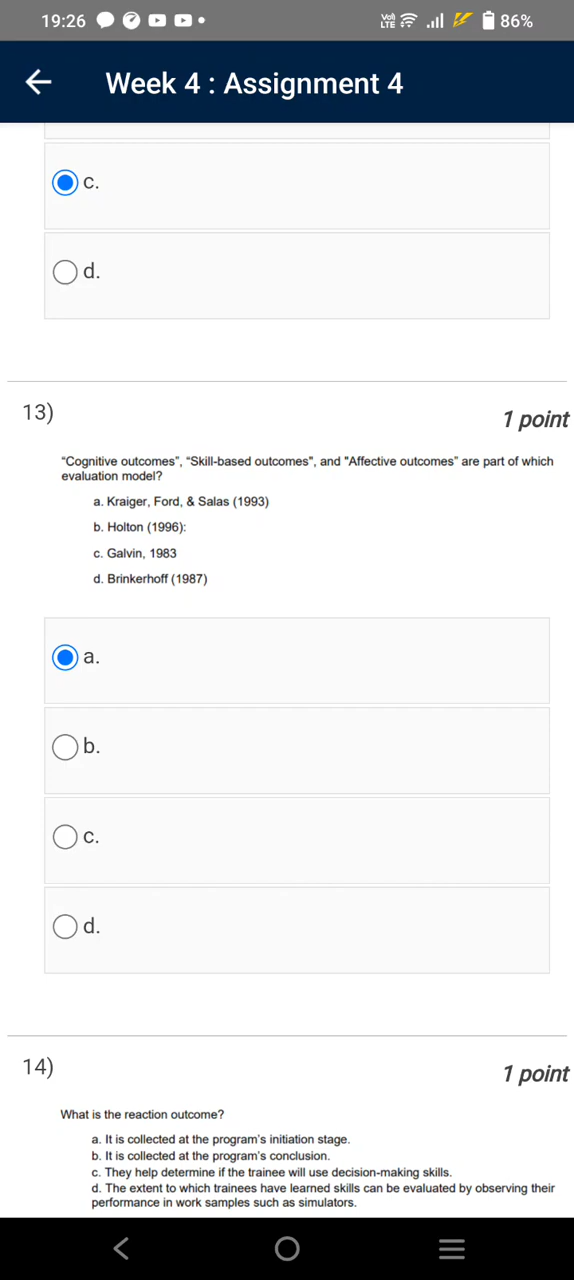 19:26
Vo) LTE
86%
Week 4 : Assignment 4
c.
d.
13)
1 point
“Cognitive outcomes”, “Skill-based outcomes", and "Affective outcomes” are part of which
evaluation model?
a. Kraiger, Ford, & Salas (1993)
b. Holton (1996):
c. Galvin, 1983
d. Brinkerhoff (1987)
a.
b.
c.
d.
14)
1 point
What is the reaction outcome?
a. It is collected at the program's initiation stage.
b. It is collected at the program's conclusion.
c. They help determine if the trainee will use decision-making skills.
d. The extent to which trainees have learned skills can be evaluated by observing their
performance in work samples such as simulators.